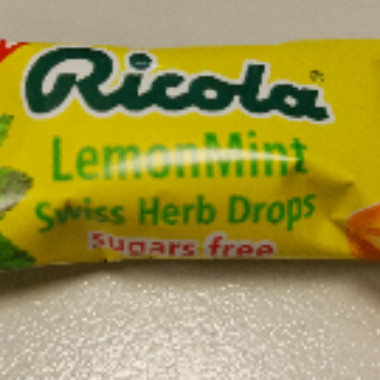 Ricola®
LemonMint
Swiss Herb Drops
sugars free